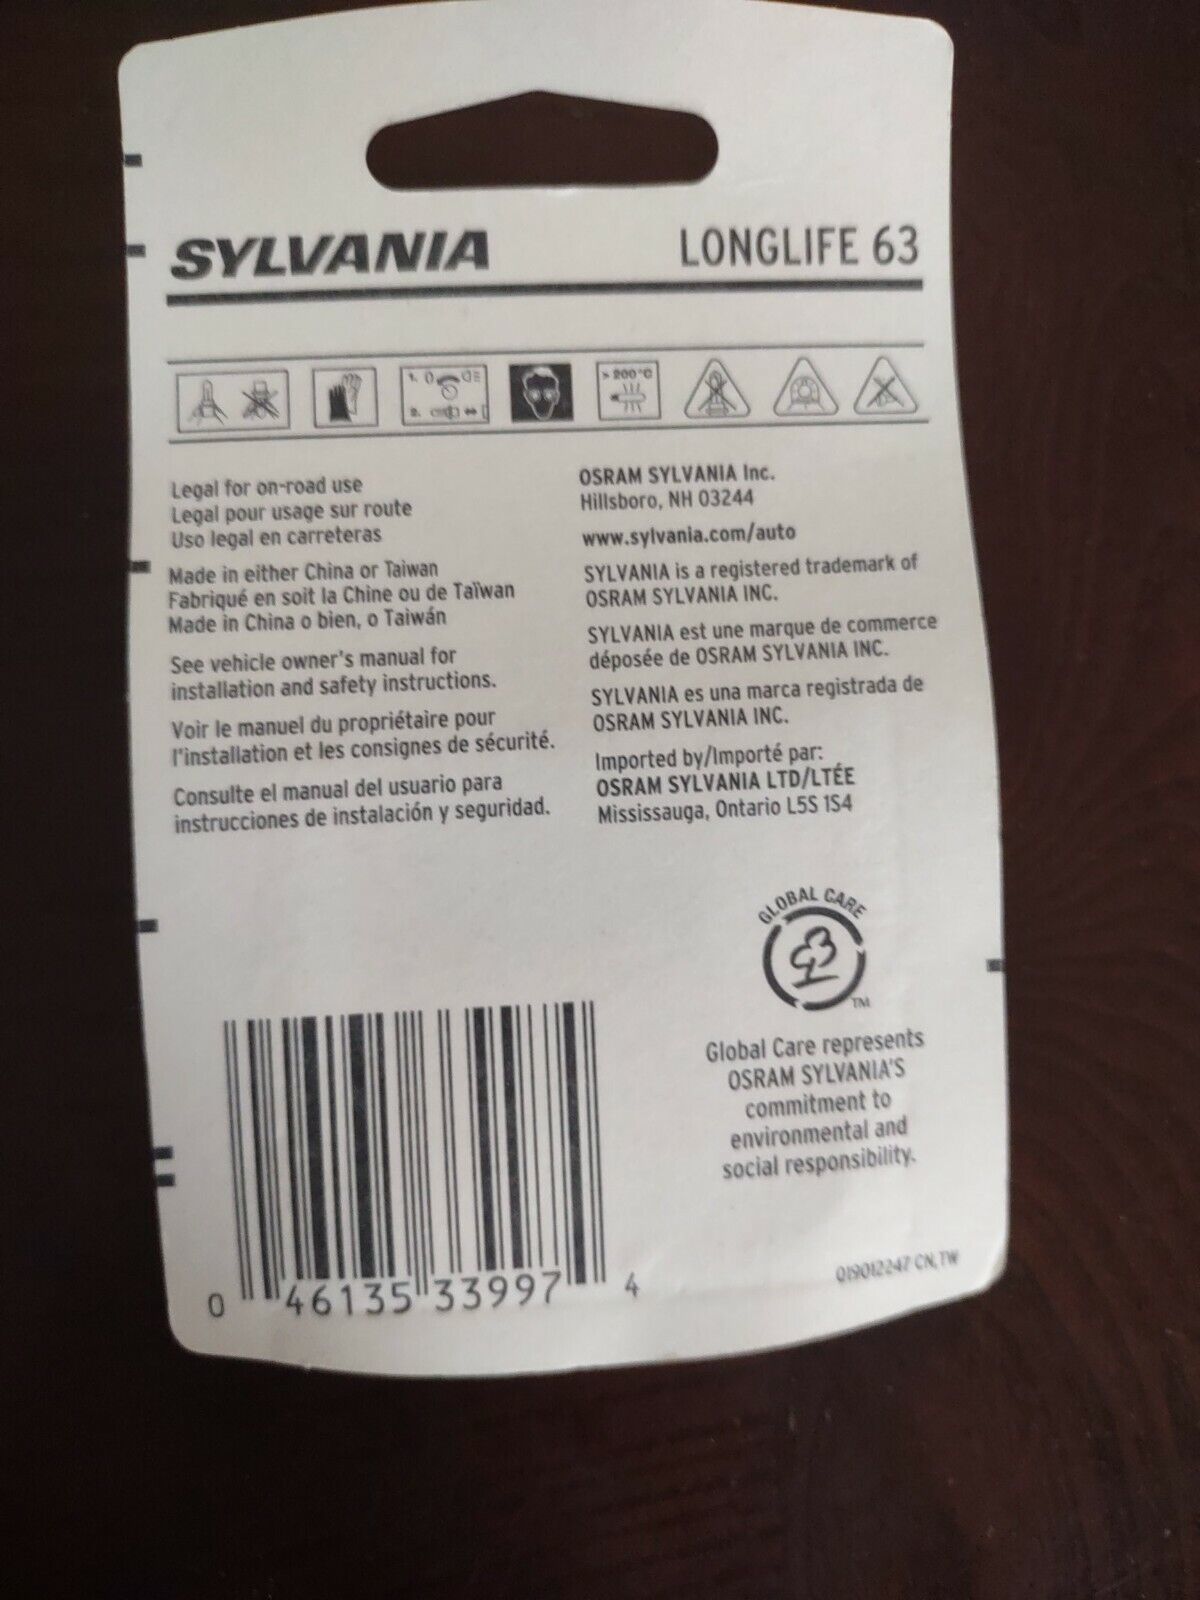 SYLVANIA
LONGLIFE 63
1. 0
2.
> 200°C
Legal for on-road use
Legal pour usage sur route
Uso legal en carreteras
Made in either China or Taiwan
Fabriqué en soit la Chine ou de Taïwan
Made in China o bien, o Taiwán
See vehicle owner's manual for
installation and safety instructions.
Voir le manuel du propriétaire pour
l'installation et les consignes de sécurité.
Consulte el manual del usuario para
instrucciones de instalación y seguridad.
OSRAM SYLVANIA Inc.
Hillsboro, NH 03244
www.sylvania.com/auto
SYLVANIA is a registered trademark of
OSRAM SYLVANIA INC.
SYLVANIA est une marque de commerce
déposée de OSRAM SYLVANIA INC.
SYLVANIA es una marca registrada de
OSRAM SYLVANIA INC.
Imported by/Importé par:
OSRAM SYLVANIA LTD/LTÉE
Mississauga, Ontario L5S 1S4
GLOBAL CARE
TM
Global Care represents
OSRAM SYLVANIA'S
commitment to
environmental and
social responsibility.
0 46135 33997 4
019012247 CN,TW